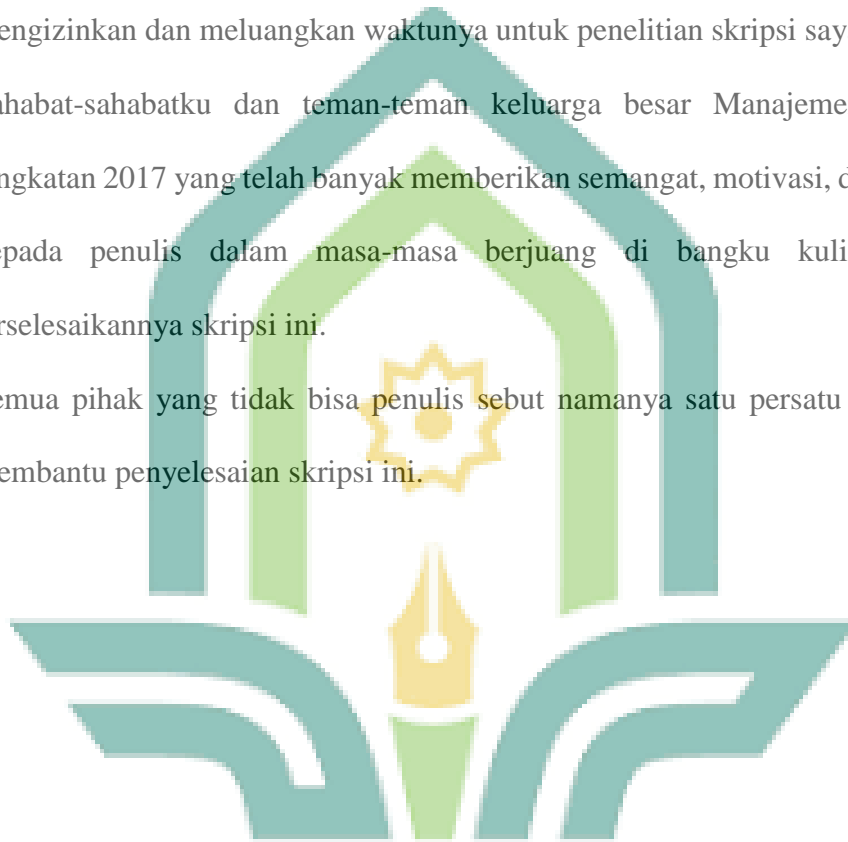 engizinkan dan meluangkan waktunya untuk penelitian skripsi say
ahabat-sahabatku dan teman-teman keluarga besar Manajeme
ngkatan 2017 yang telah banyak memberikan semangat, motivasi, d
epada penulis dalam masa-masa berjuang di bangku kuli
rselesaikannya skripsi ini.
emua pihak yang tidak bisa penulis sebut namanya satu persatu
embantu penyelesaian skripsi ini.